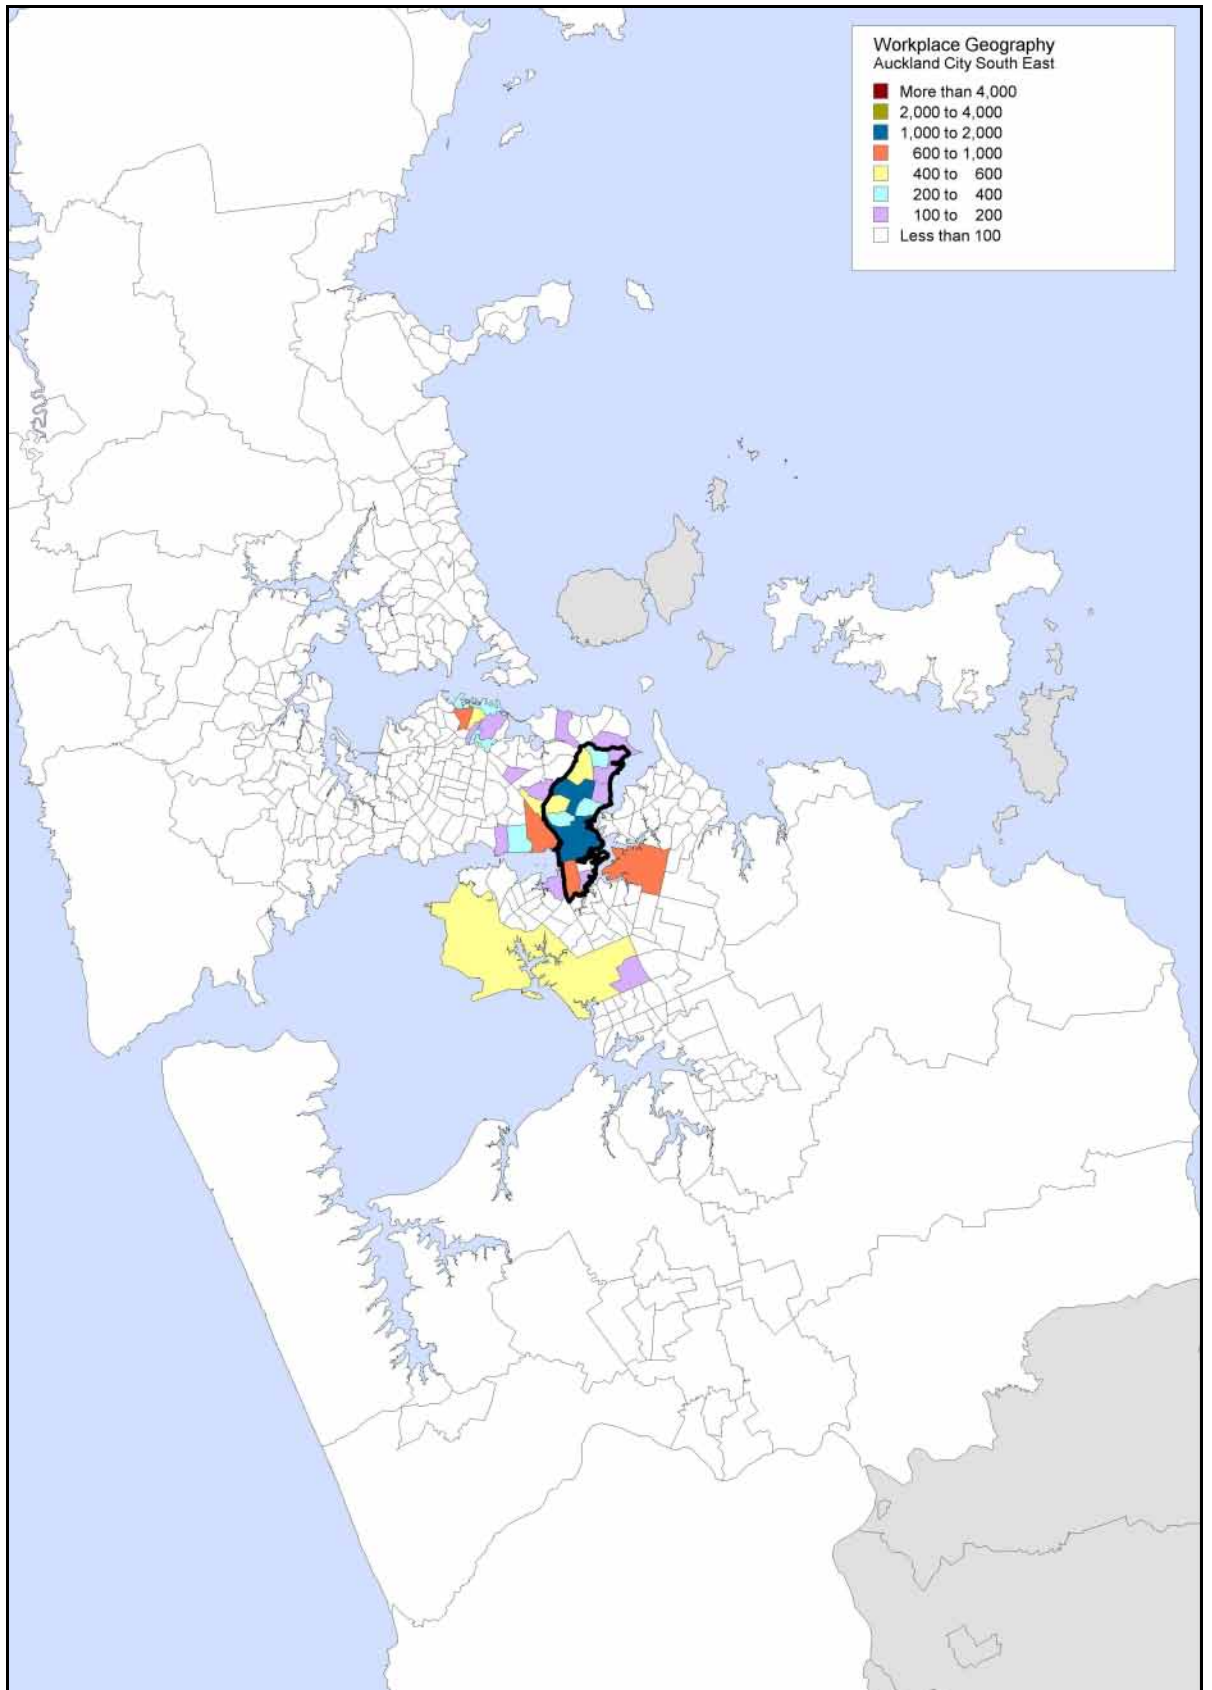 Workplace Geography
Auckland City South East
More than 4,000
2,000 to 4,000
1,000 to 2,000
600 to 1,000
400 to 600
200 to 400
100 to 200
Less than 100